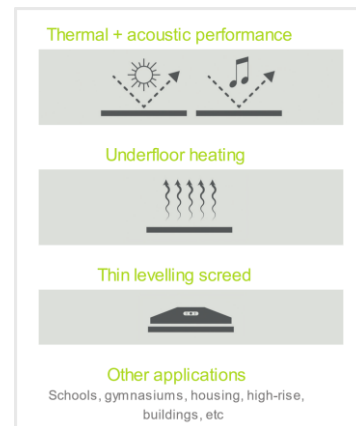 Thermal + acoustic performance
Underfloor heating
Thin levelling screed
Other applications
Schools, gymnasiums, housing, high-rise,
buildings, etc